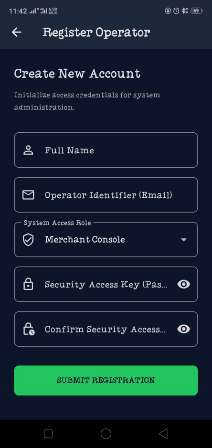 11:42
Register Operator
Create New Account
Initialize access credentials for system
administration.
Full Name
Operator Identifier (Email)
System Access Role
Merchant Console
Security Access Key (Pas...
Confirm Security Access...
SUBMIT REGISTRATION